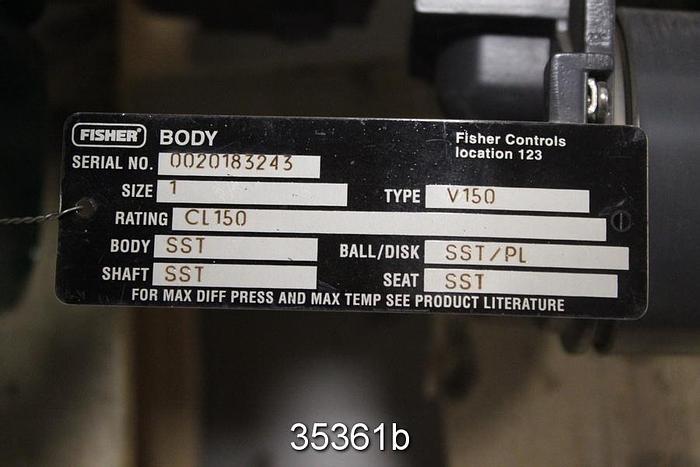 FISHER BODY
Fisher Controls
location 123
SERIAL NO. 0020183243
SIZE 1 TYPE V150
RATING CL150
BODY SST BALL/DISK SST/PL
SHAFT SST SEAT SST
FOR MAX DIFF PRESS AND MAX TEMP SEE PRODUCT LITERATURE
35361b